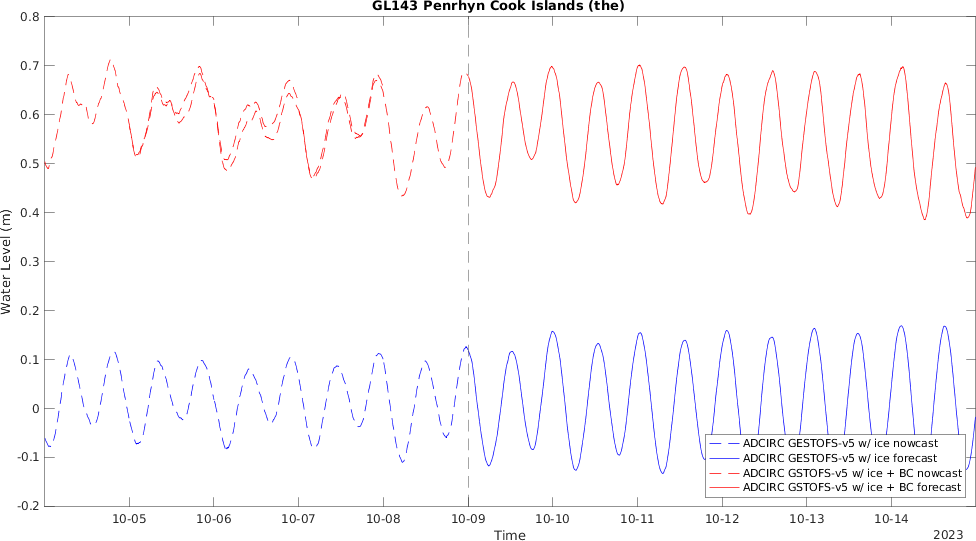 GL143 Penrhyn Cook Islands (the)
0.8
0.7
0.6
0.5
0.4
0.3
0.2
0.1
0
-0.1
-0.2
Water Level (m)
ADCIRC GESTOFS-v5 w/ ice nowcast
ADCIRC GESTOFS-v5 w/ ice forecast
ADCIRC GSTOFS-v5 w/ ice + BC nowcast
ADCIRC GSTOFS-v5 w/ ice + BC forecast
10-05 10-06 10-07 10-08 10-09 10-10 10-11 10-12 10-13 10-14
Time
2023